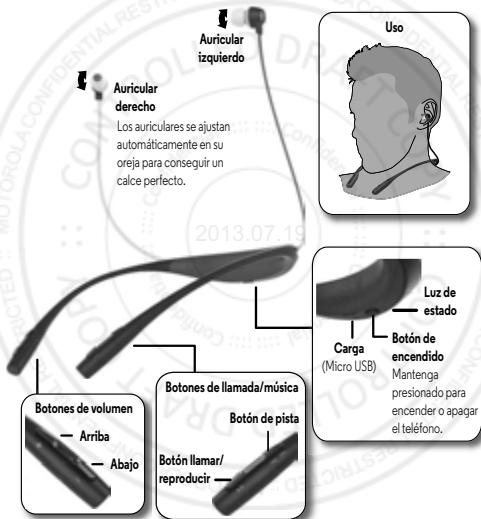 Auricular
izquierdo
Uso
Auricular
derecho
Los auriculares se ajustan
automáticamente en su
oreja para conseguir un
calce perfecto.
2013.07.19
Luz de
estado
Carga
(Micro USB)
Botón de
encendido
Mantenga
presionado para
encender o apagar
el teléfono.
Botones de volumen
Arriba
Abajo
Botones de llamada/música
Botón de pista
Botón llamar/
reproducir